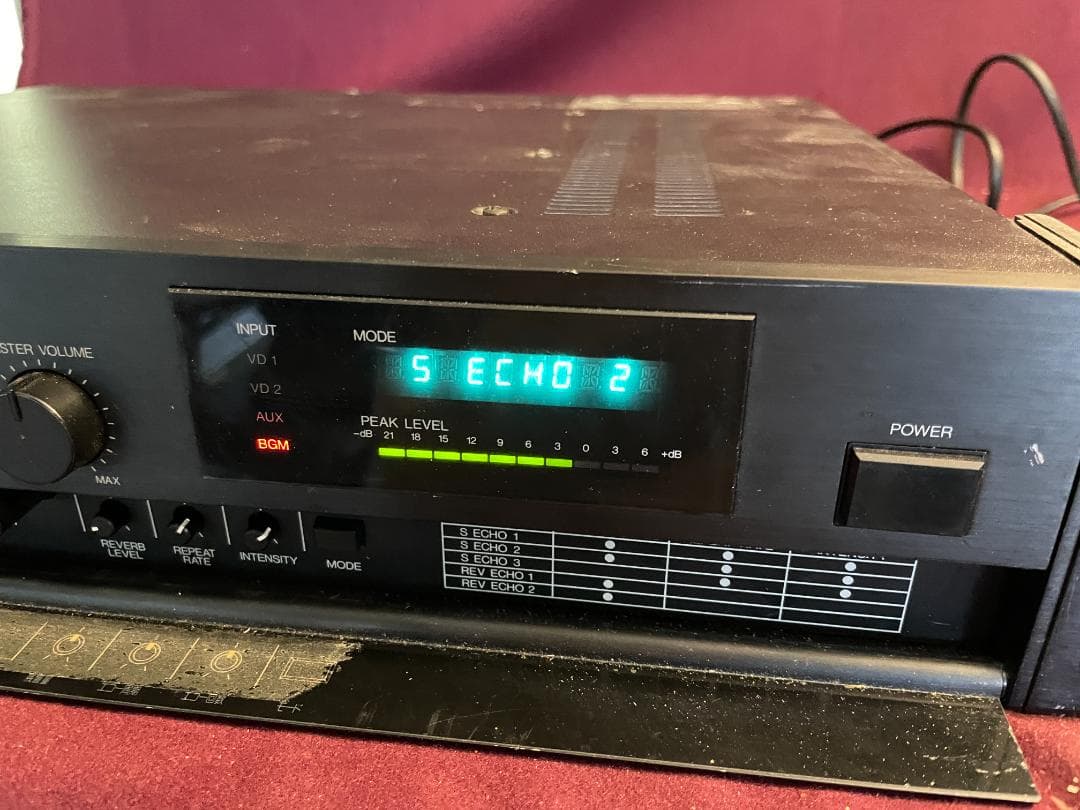 INPUT
MODE
VD 1
S ECHO 2
VD 2
AUX
PEAK LEVEL
-dB 21 18 15 12 9 6 3 0 3 6 +dB
BGM
STER VOLUME
MAX
POWER
REVERB
LEVEL
REPEAT
RATE
INTENSITY
MODE
S ECHO 1
S ECHO 2
S ECHO 3
REV ECHO 1
REV ECHO 2